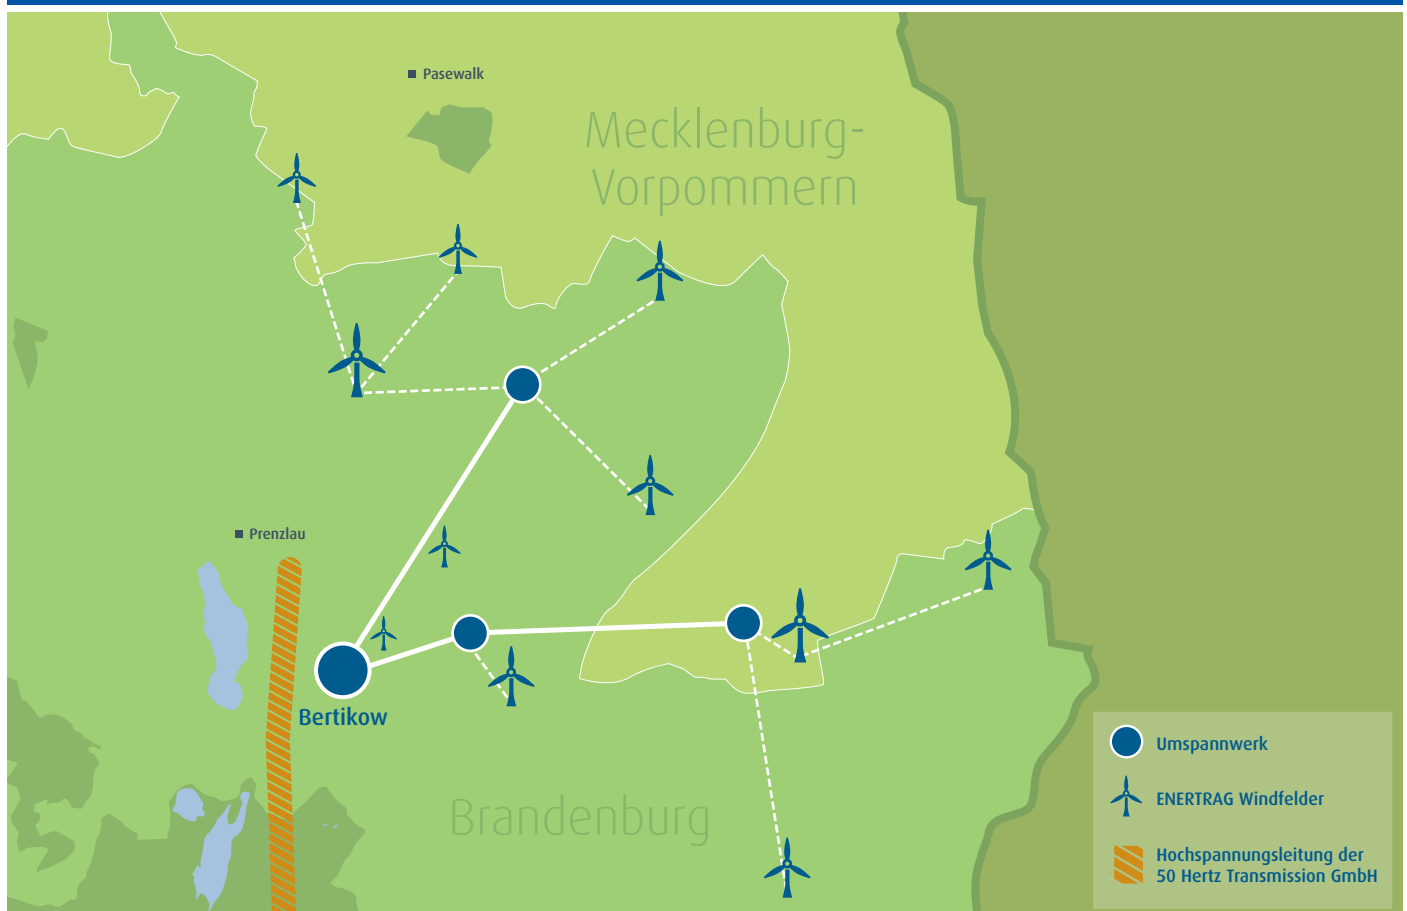 Pasewalk
Mecklenburg-
Vorpommern
Prenzlau
Bertikow
Brandenburg
Umspannwerk
ENERTRAG Windfelder
Hochspannungsleitung der
50 Hertz Transmission GmbH